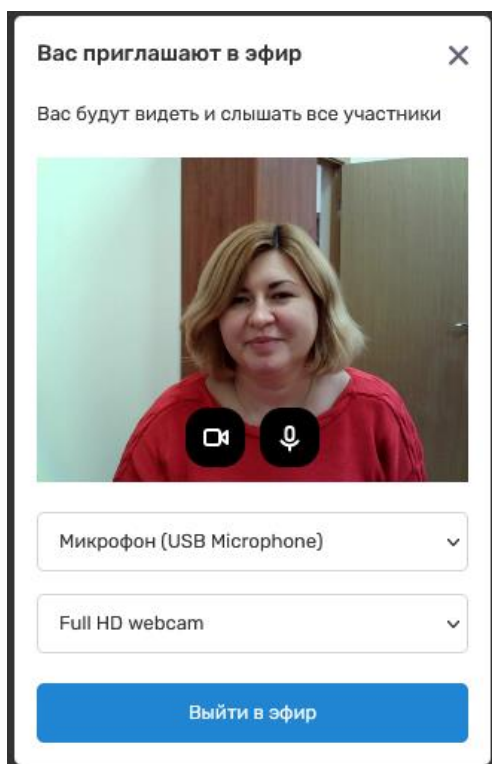 Вас приглашают в эфир
Вас будут видеть и слышать все участники
Микрофон (USB Microphone)
Full HD webcam
Выйти в эфир